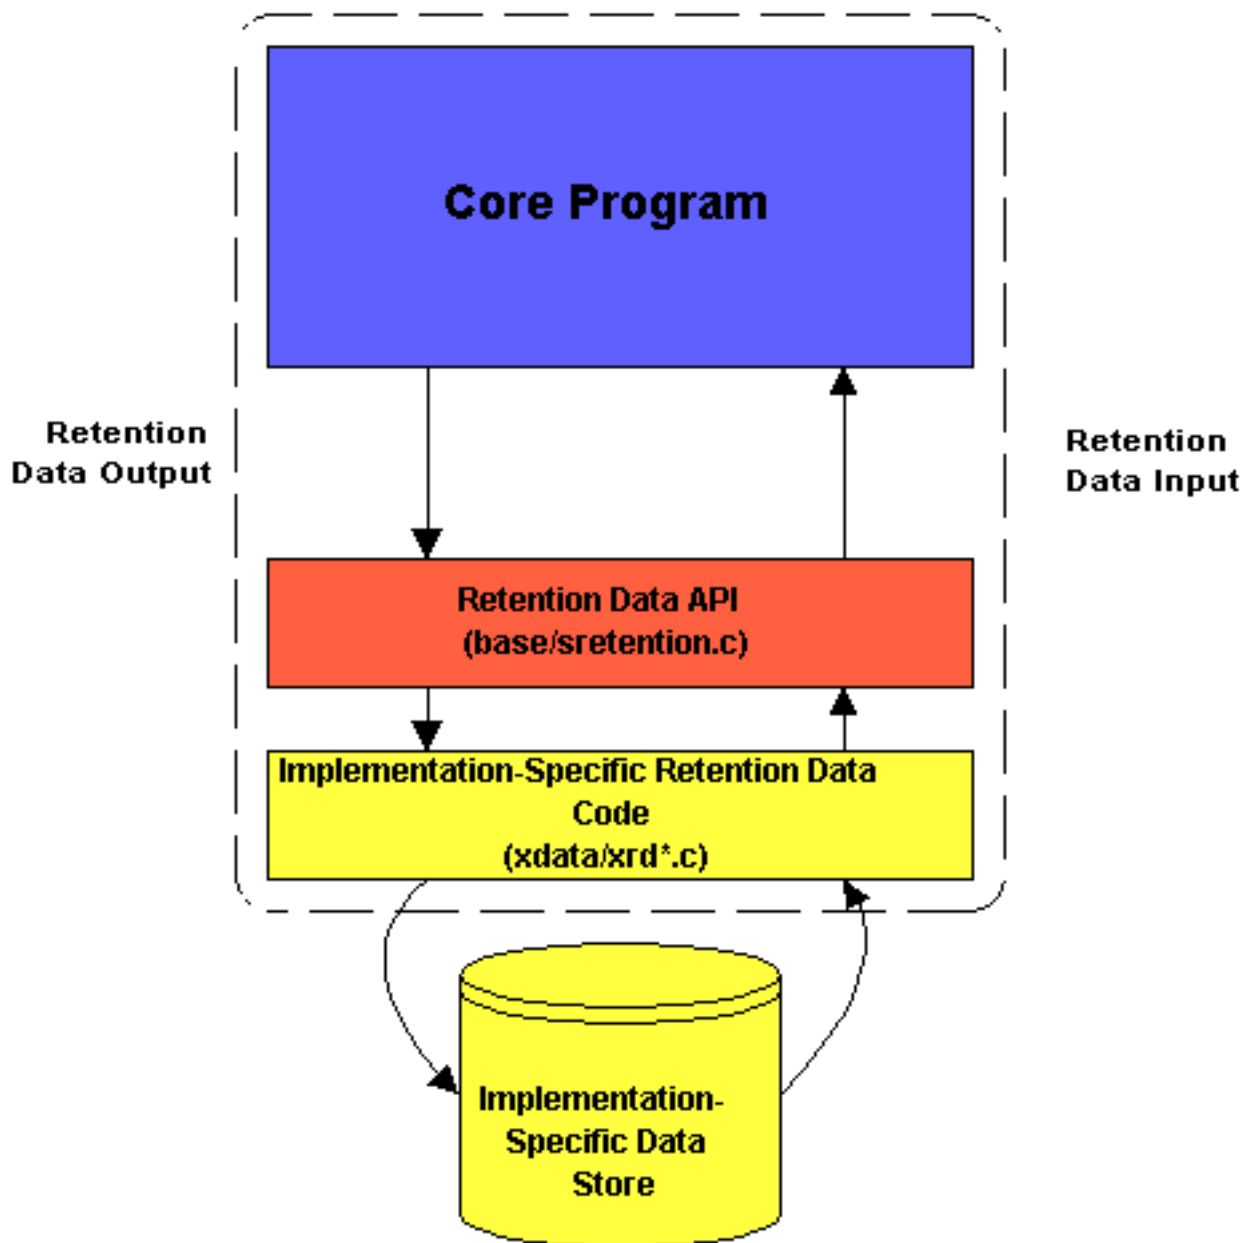 Core Program
Retention
Data Output
Retention
Data Input
Retention Data API
(base/sretention.c)
Implementation-Specific Retention Data
Code
(xdata/xrd*.c)
Implementation-
Specific Data
Store